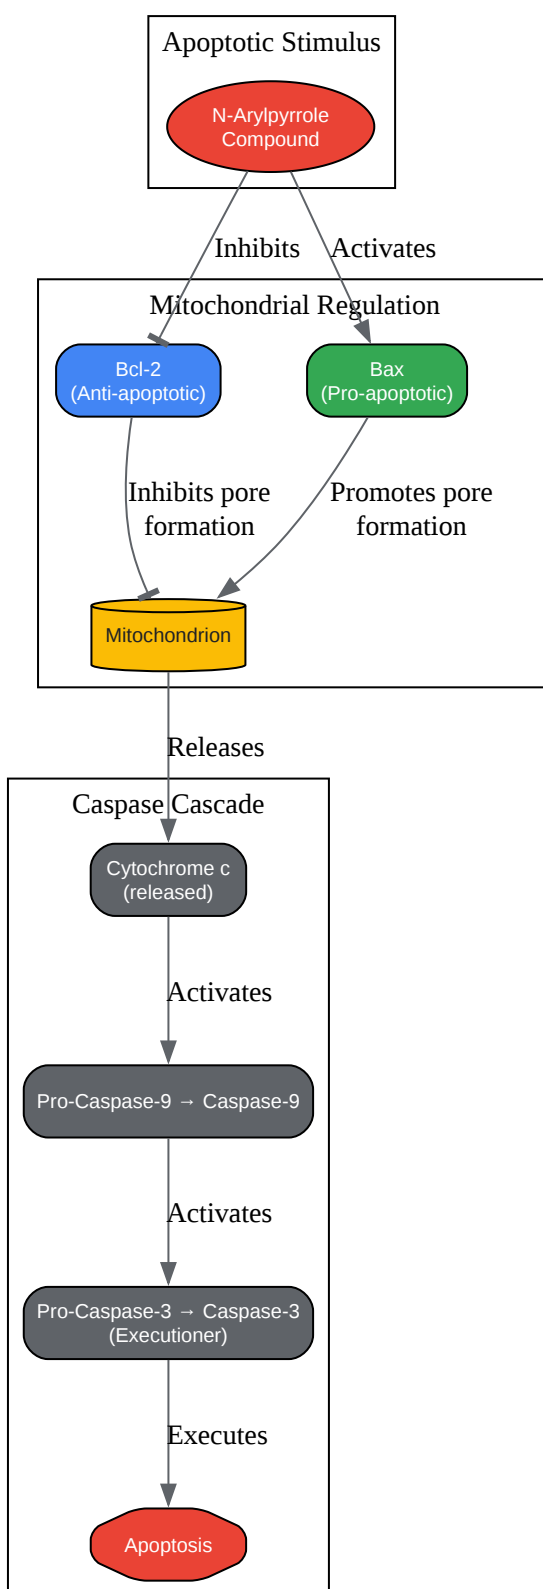 Apoptotic Stimulus
N-Arylpyrrole
Compound
Inhibits
Activates
Mitochondrial Regulation
Bcl-2
(Anti-apoptotic)
Bax
(Pro-apoptotic)
Inhibits pore
formation
Promotes pore
formation
Mitochondrion
Releases
Caspase Cascade
Cytochrome c
(released)
Activates
Pro-Caspase-9 → Caspase-9
Activates
Pro-Caspase-3 → Caspase-3
(Executioner)
Executes
Apoptosis